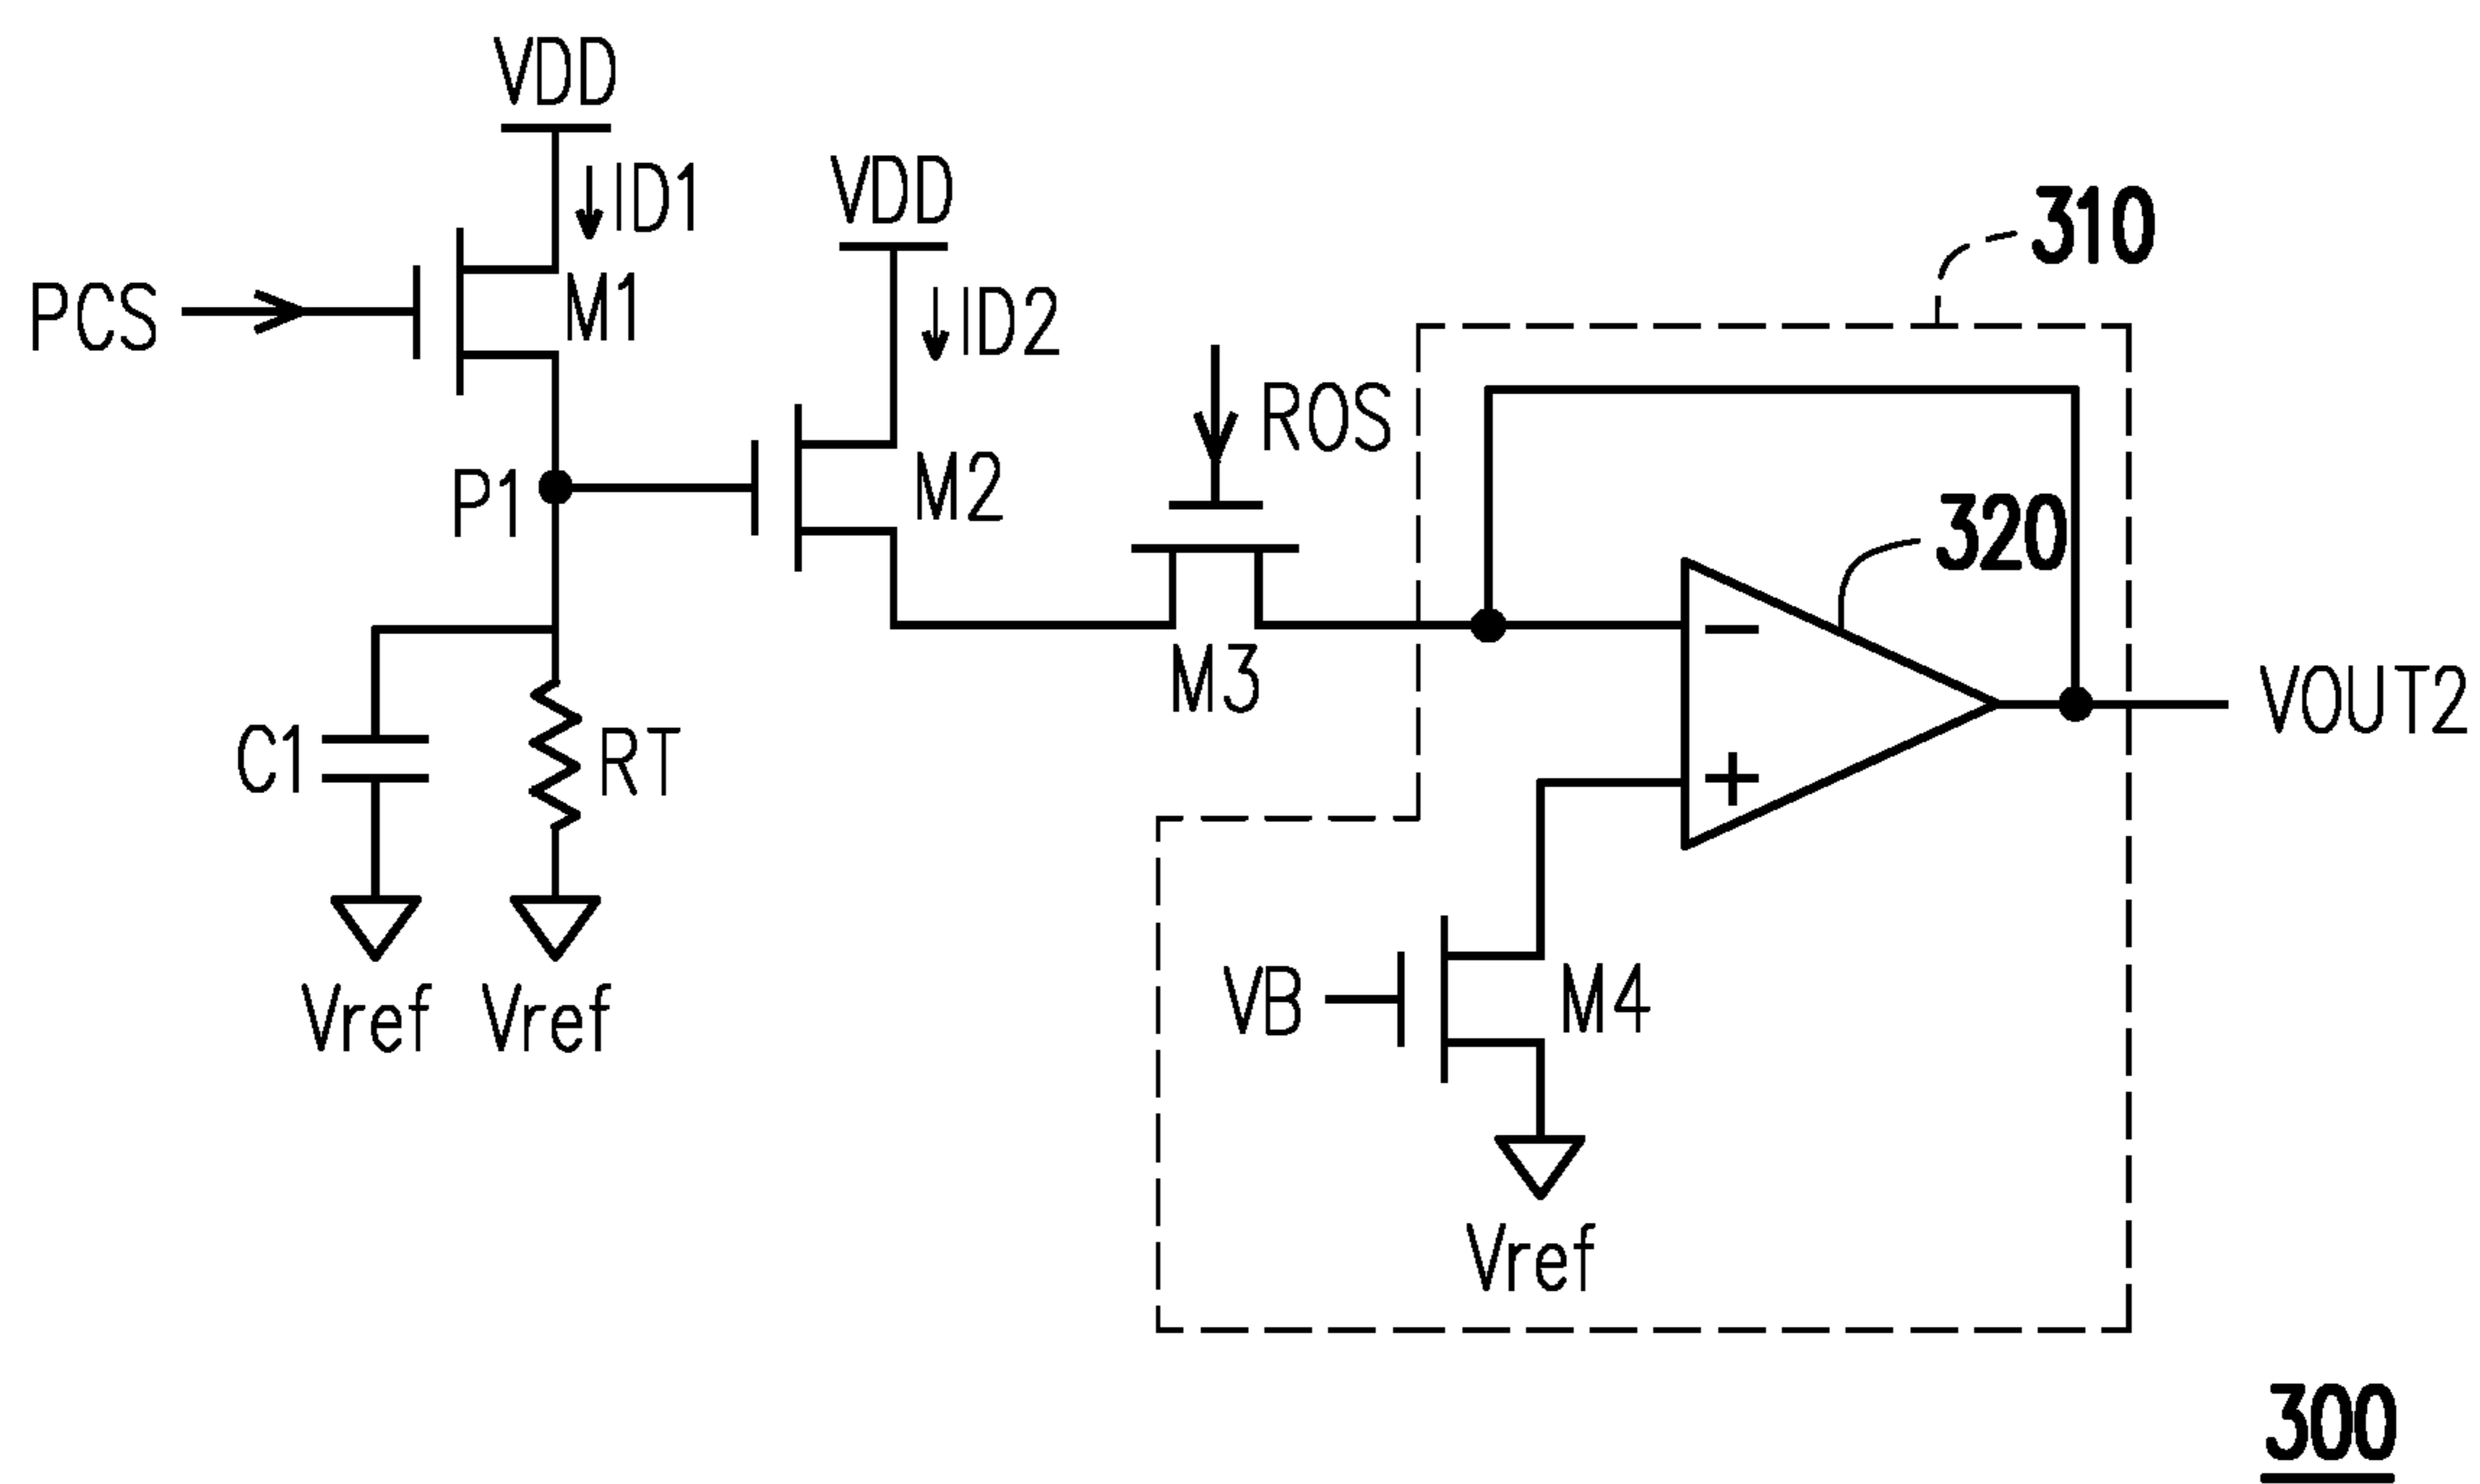 VDD
ID1
VDD
310
PCS
M1
ID2
ROS
P1
M2
320
−
M3
VOUT2
C1
RT
+
Vref
Vref
VB
M4
Vref
300